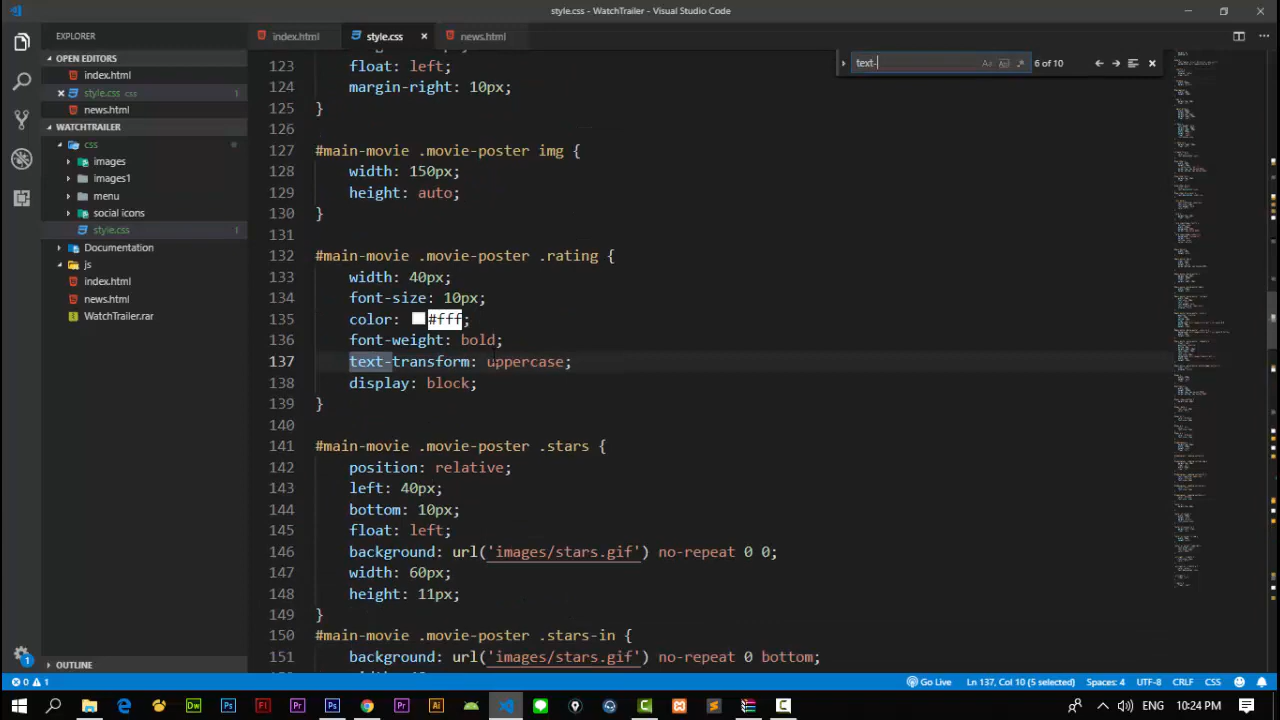 style.css - WatchTrailer - Visual Studio Code
EXPLORER
index.html
style.css
news.html
text-
6 of 10
OPEN EDITORS
index.html
style.css css 1
news.html
WATCHTRAILER
css
images
images1
menu
social icons
style.css 1
Documentation
js
index.html
news.html
WatchTrailer.rar
OUTLINE
123 float: left;
124 margin-right: 10px;
125 }
126
127 #main-movie .movie-poster img {
128 width: 150px;
129 height: auto;
130 }
131
132 #main-movie .movie-poster .rating {
133 width: 40px;
134 font-size: 10px;
135 color: #fff;
136 font-weight: bold;
137 text-transform: uppercase;
138 display: block;
139 }
140
141 #main-movie .movie-poster .stars {
142 position: relative;
143 left: 40px;
144 bottom: 10px;
145 float: left;
146 background: url('images/stars.gif') no-repeat 0 0;
147 width: 60px;
148 height: 11px;
149 }
150 #main-movie .movie-poster .stars-in {
151 background: url('images/stars.gif') no-repeat 0 bottom;
0 1
Go Live
Ln 137, Col 10 (5 selected)
Spaces: 4
UTF-8
CRLF
CSS
10:24 PM